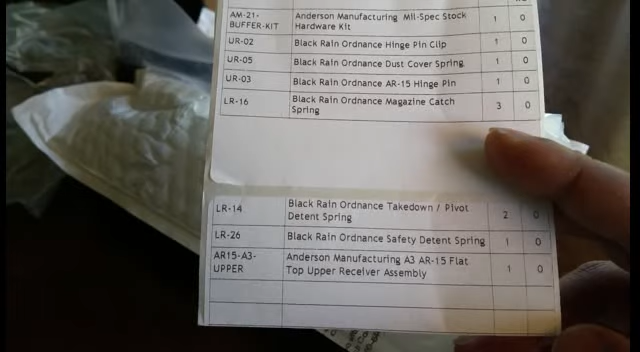 AM-21- Anderson Manufacturing Mil-Spec Stock 1 0
BUFFER-KIT Hardware Kit
UR-02 Black Rain Ordnance Hinge Pin Clip 1 0
UR-05 Black Rain Ordnance Dust Cover Spring 1 0
UR-03 Black Rain Ordnance AR-15 Hinge Pin 1 0
LR-16 Black Rain Ordnance Magazine Catch 3 0
Spring
LR-14 Black Rain Ordnance Takedown / Pivot 2 0
Detent Spring
LR-26 Black Rain Ordnance Safety Detent Spring 1 0
AR15-A3- Anderson Manufacturing A3 AR-15 Flat 1 0
UPPER Top Upper Receiver Assembly